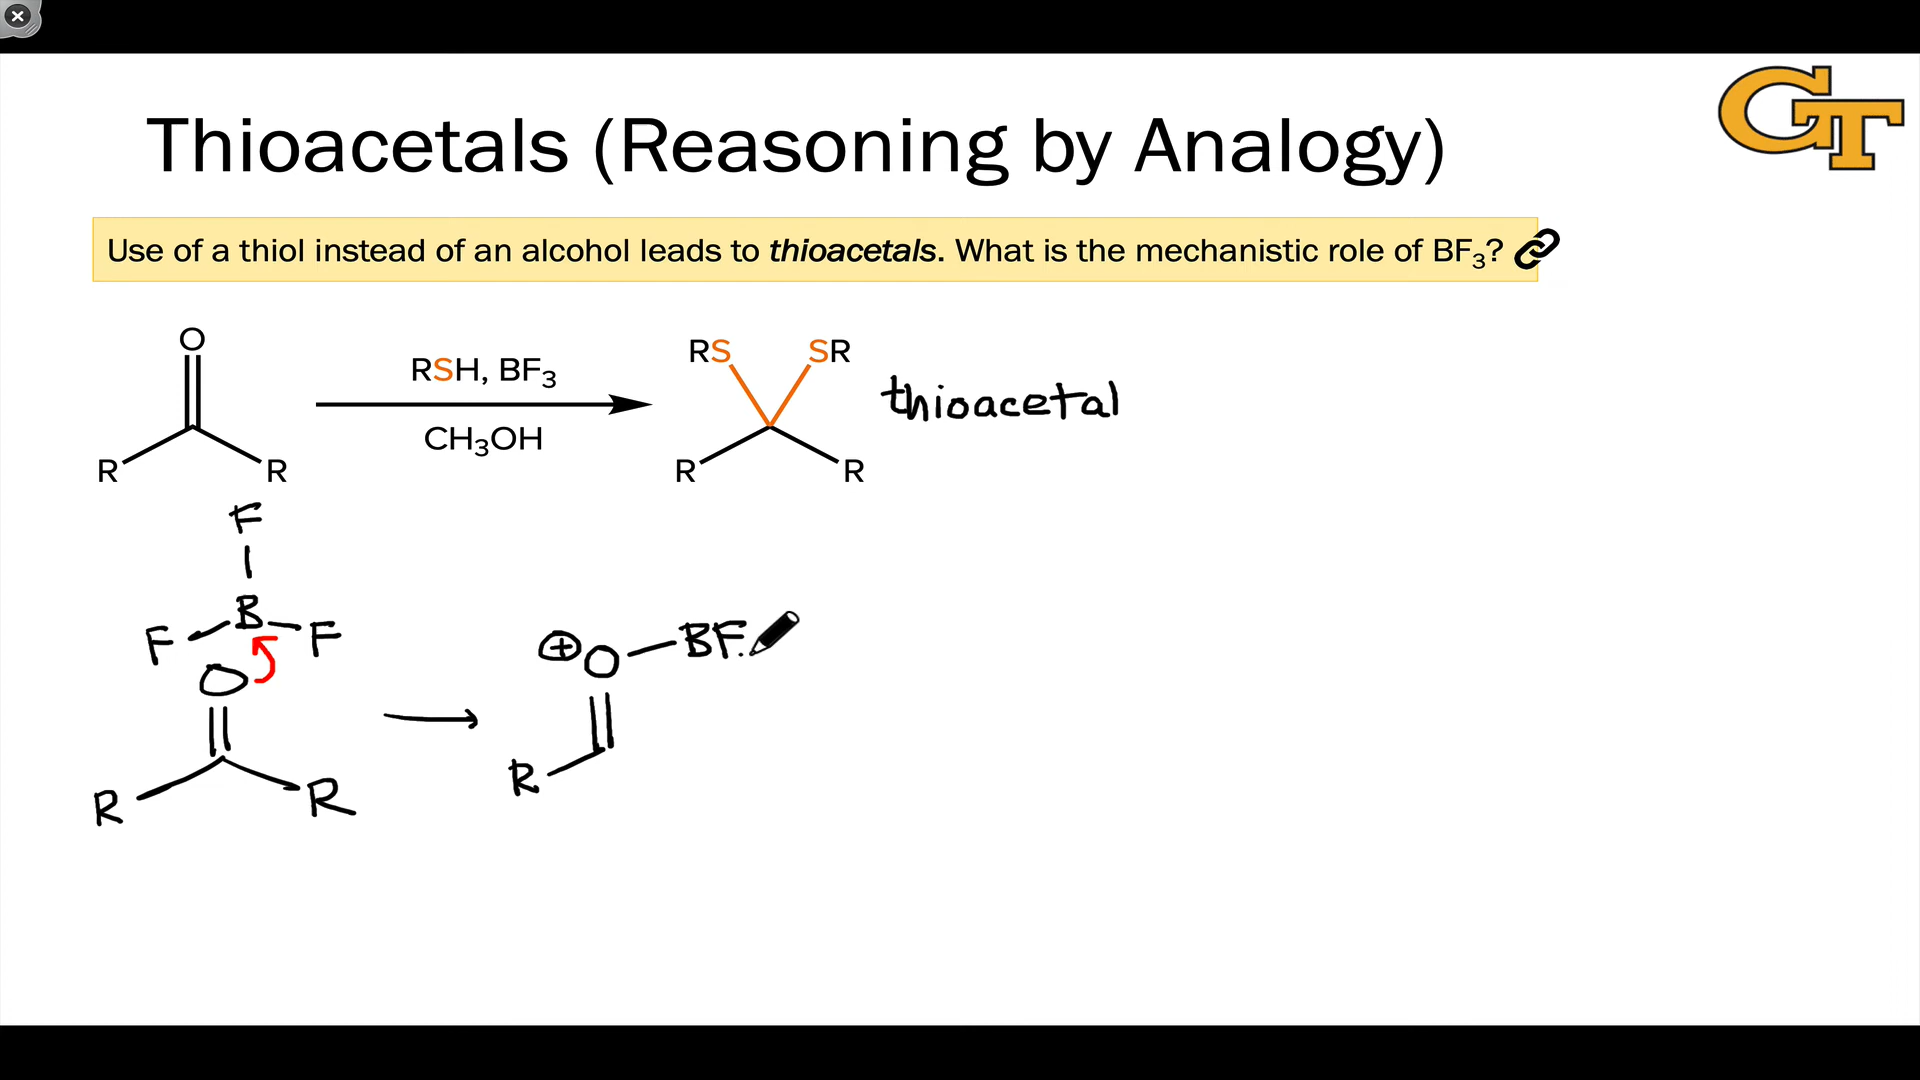 GT
Thioacetals (Reasoning by Analogy)
Use of a thiol instead of an alcohol leads to thioacetals. What is the mechanistic role of BF₃?
O
R R
RSH, BF₃
CH₃OH
RS SR
R R
thioacetal
F
B
F F
O
R R
⊕ O BF
R